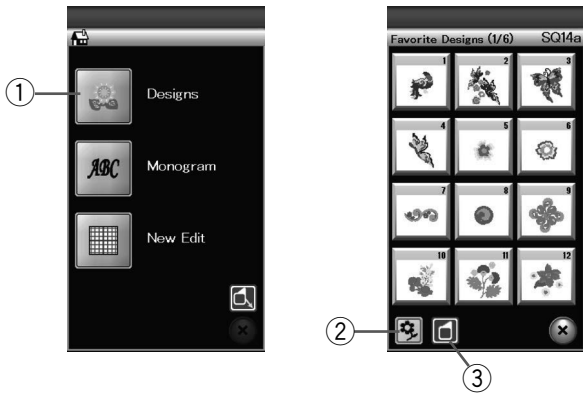 1
Designs
ABC
Monogram
New Edit
Favorite Designs (1/6) SQ14a
1 2 3
4 5 6
7 8 9
10 11 12
2
3